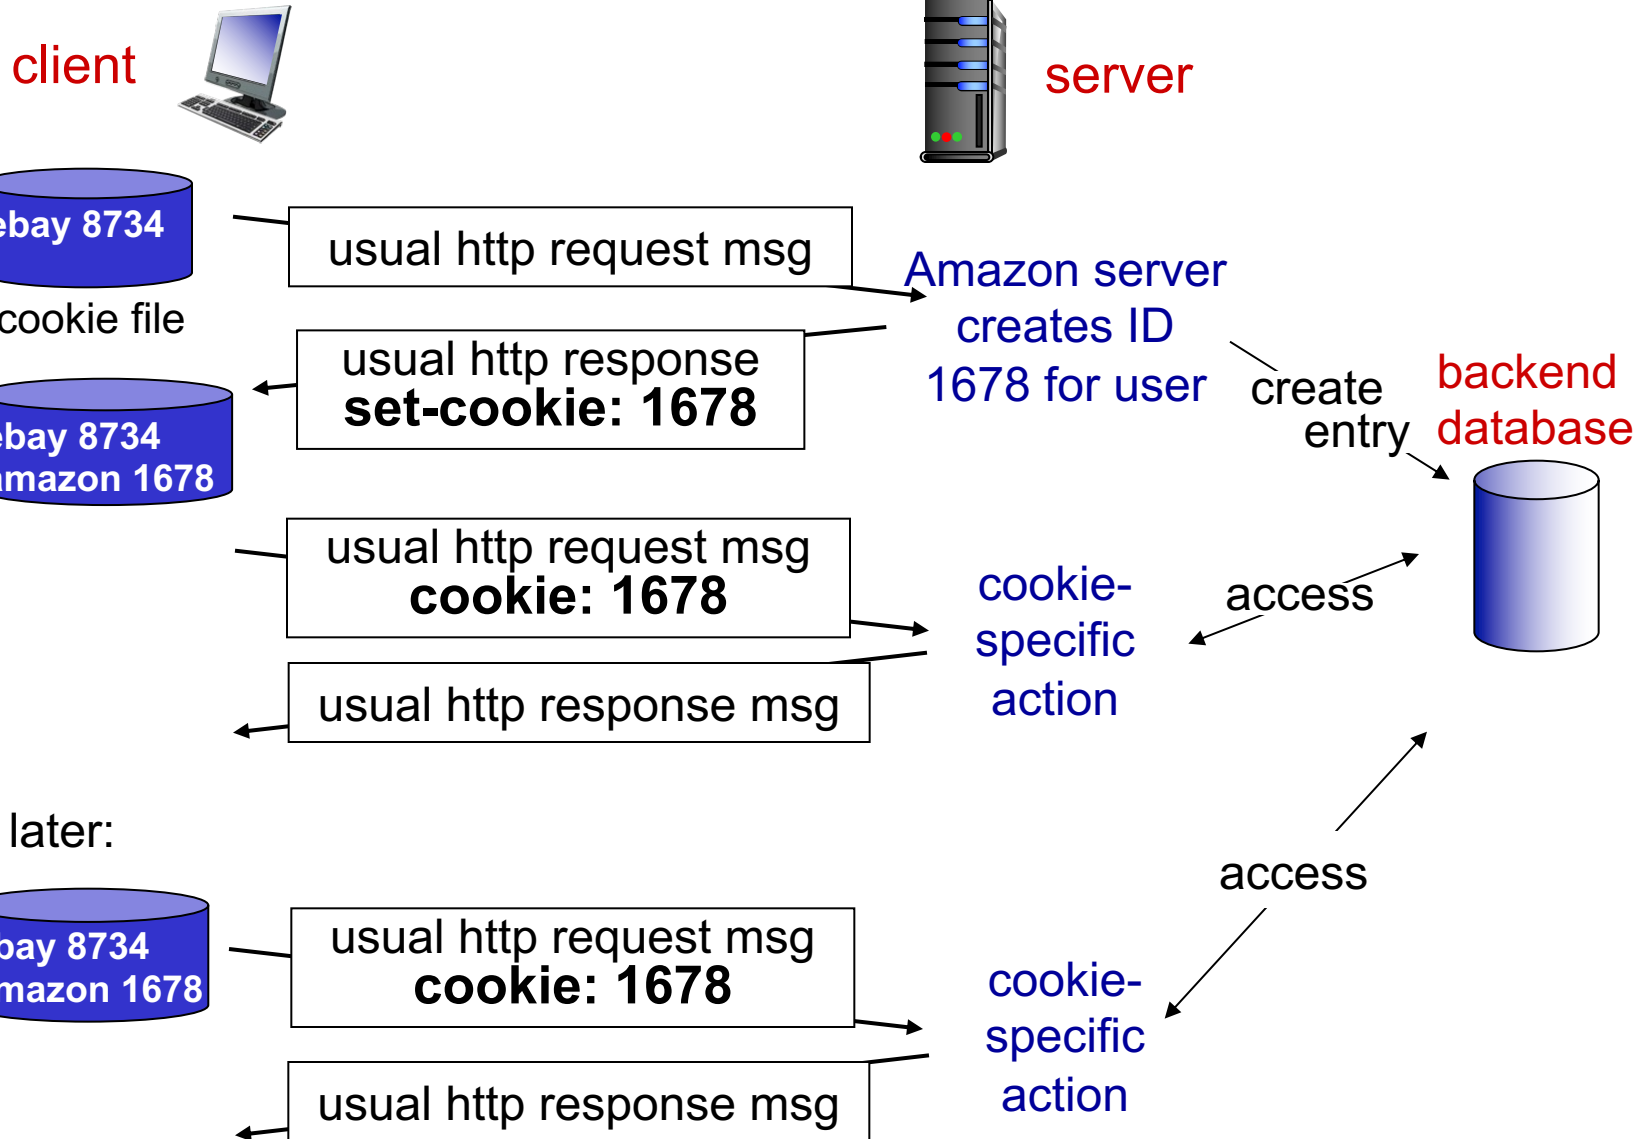 client
server
ebay 8734
usual http request msg
cookie file
Amazon server
creates ID
1678 for user
usual http response
set-cookie: 1678
create
entry
backend
database
ebay 8734
amazon 1678
usual http request msg
cookie: 1678
cookie-
specific
action
access
usual http response msg
later:
access
bay 8734
mazon 1678
usual http request msg
cookie: 1678
cookie-
specific
action
usual http response msg